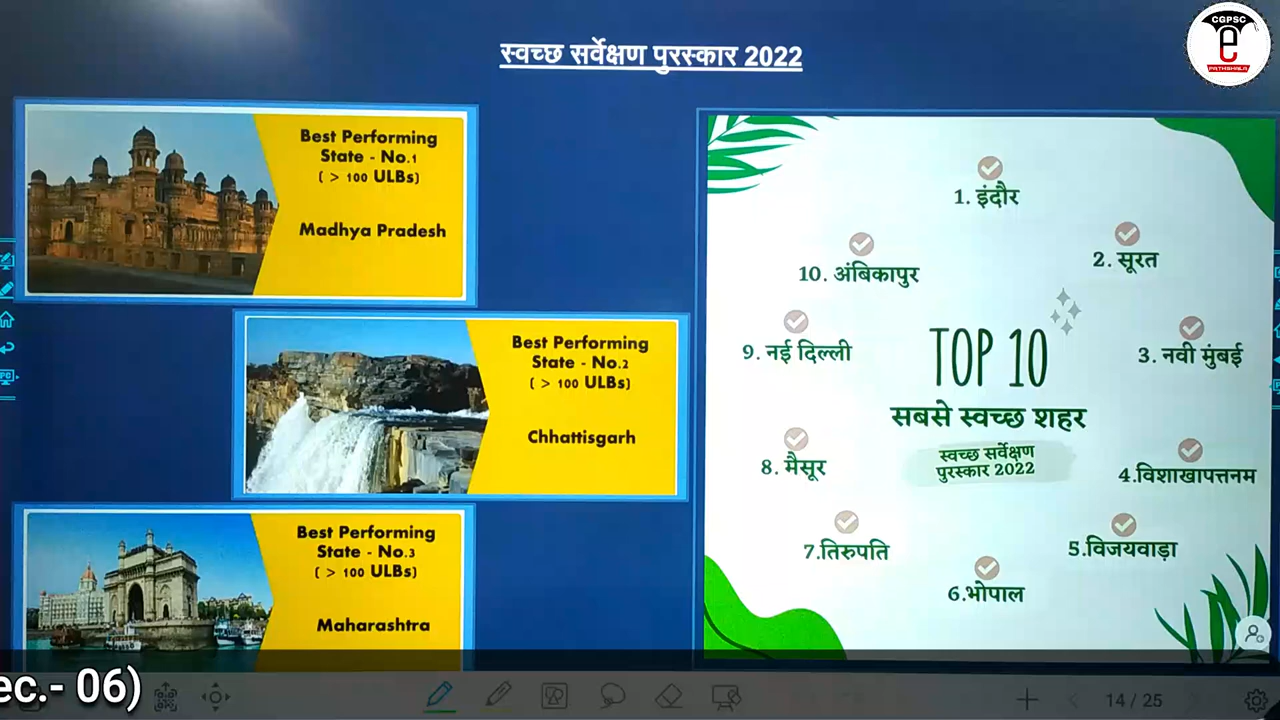 स्वच्छ सर्वेक्षण पुरस्कार 2022
CGPSC
e
PATHSHALA
Best Performing
State - No.1
( > 100 ULBs)
Madhya Pradesh
Best Performing
State - No.2
( > 100 ULBs)
Chhattisgarh
Best Performing
State - No.3
( > 100 ULBs)
Maharashtra
1. इंदौर
2. सूरत
3. नवी मुंबई
4.विशाखापत्तनम
5.विजयवाड़ा
6.भोपाल
7.तिरुपति
8. मैसूर
9. नई दिल्ली
10. अंबिकापुर
TOP 10
सबसे स्वच्छ शहर
स्वच्छ सर्वेक्षण
पुरस्कार 2022
ec.- 06)
14 / 25